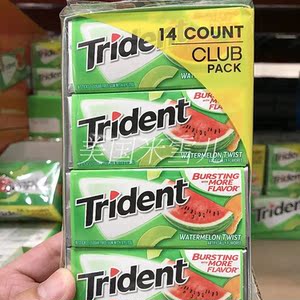 Trident
14 COUNT
CLUB
PACK
BURSTING
WITH MORE
FLAVOR
Trident
WATERMELON TWIST
美国米雪儿
BURSTING
WITH MORE
FLAVOR
Trident
WATERMELON TWIST
BURSTING
WITH MORE
FLAVOR
Trident